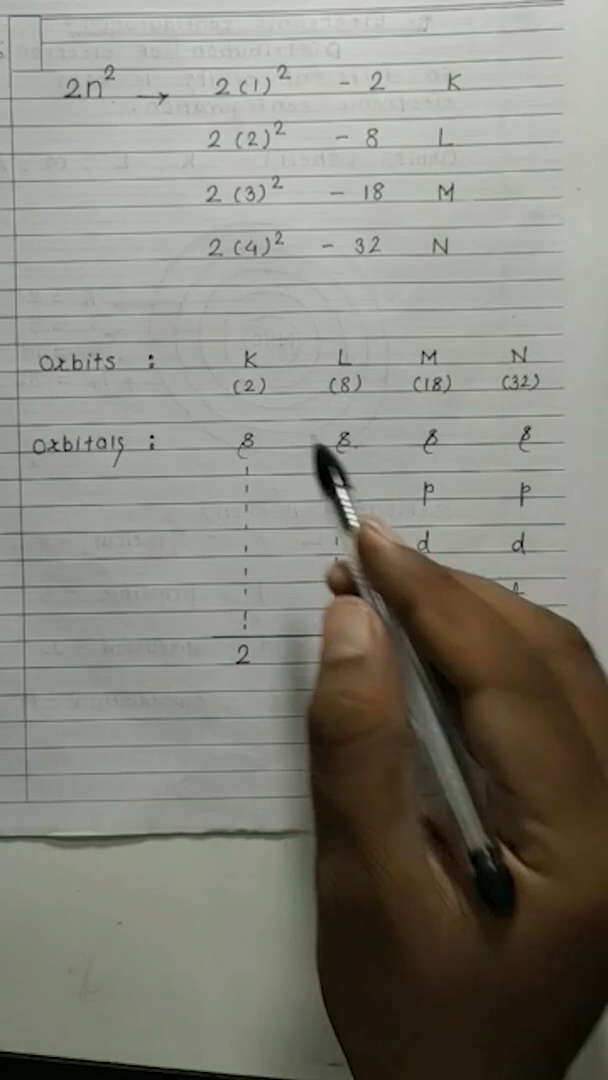 2n² → 2(1)² - 2 K
2(2)² - 8 L
2(3)² - 18 M
2(4)² - 32 N
Orbits : K L M N
(2) (8) (18) (32)
Orbitals : s s s s
p p
d d
2